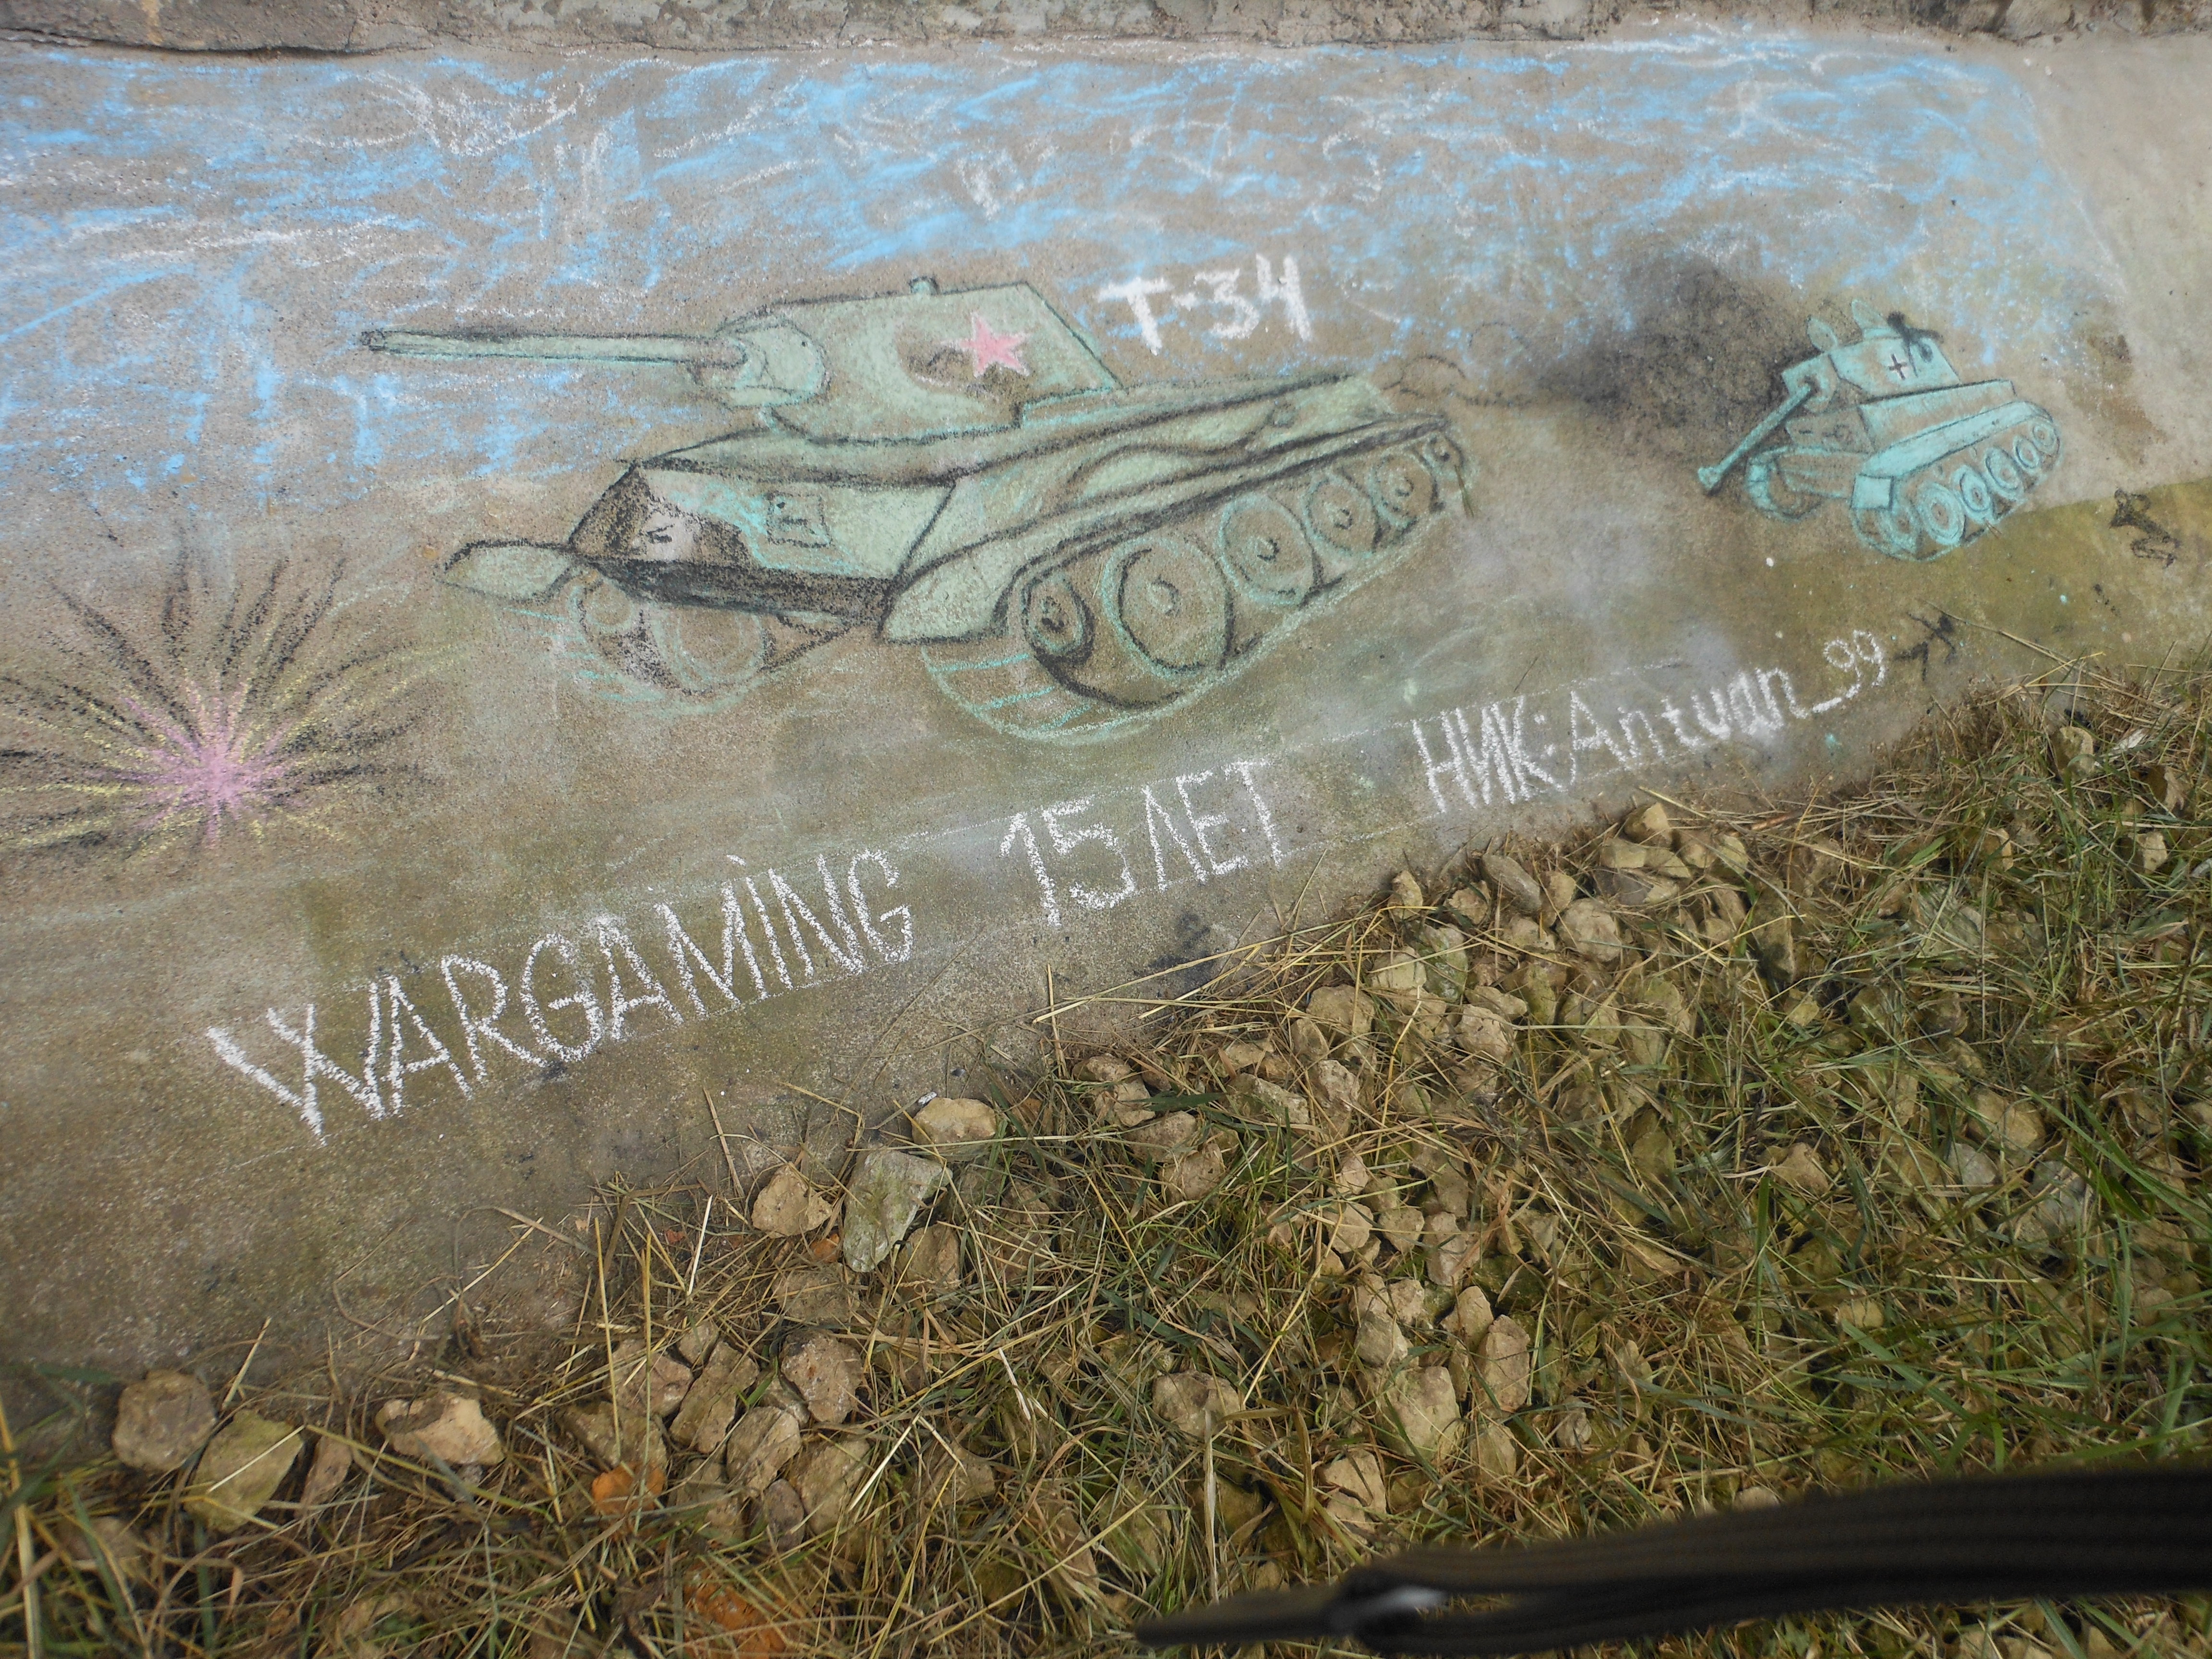 Т-34
WARGAMING 15 ЛЕТ НИК: Antuan_99